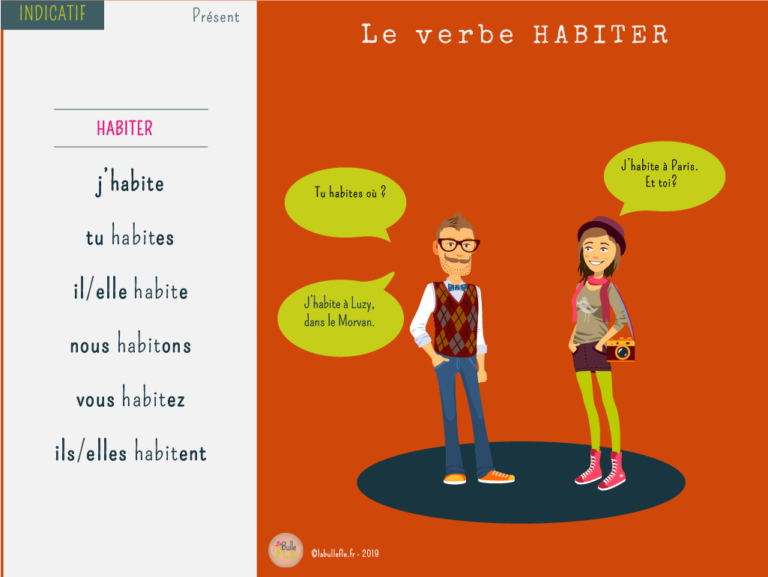 INDICATIF
Présent
HABITER
j'habite
tu habites
il/elle habite
nous habitons
vous habitez
ils/elles habitent
Le verbe HABITER
Tu habites où ?
J'habite à Paris.
Et toi?
J'habite à Luzy,
dans le Morvan.
Bulle
©labullefle.fr - 2019